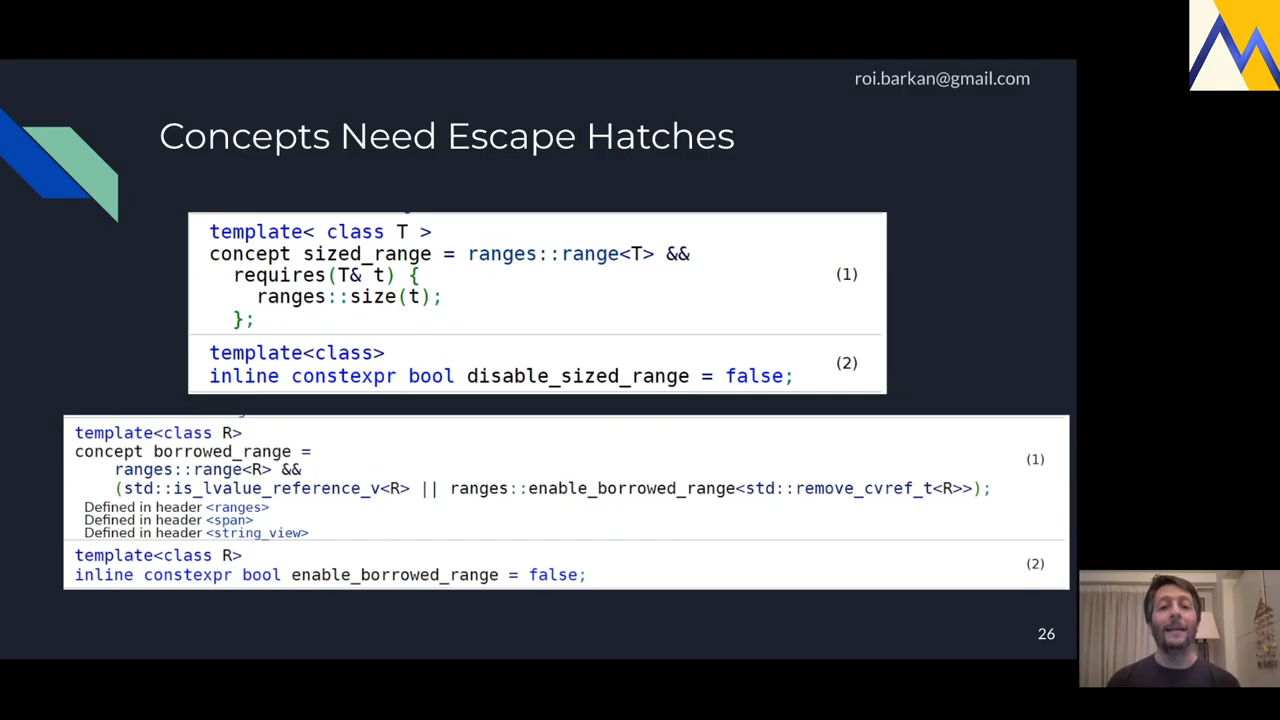 roi.barkan@gmail.com
Concepts Need Escape Hatches
template< class T >
concept sized_range = ranges::range<T> &&
requires(T& t) {
ranges::size(t);
};
(1)
template<class>
inline constexpr bool disable_sized_range = false;
(2)
template<class R>
concept borrowed_range =
ranges::range<R> &&
(std::is_lvalue_reference_v<R> || ranges::enable_borrowed_range<std::remove_cvref_t<R>>);
(1)
Defined in header <ranges>
Defined in header <span>
Defined in header <string_view>
template<class R>
inline constexpr bool enable_borrowed_range = false;
(2)
26